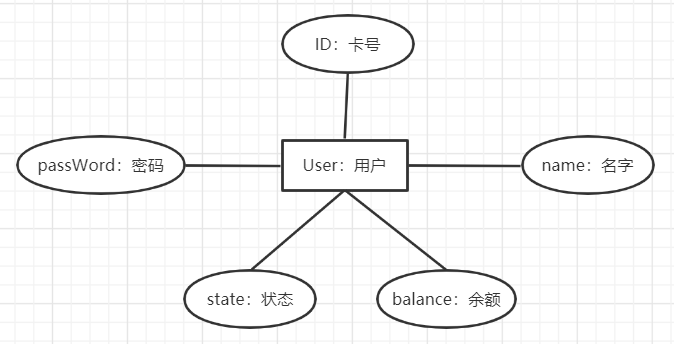 ID：卡号
passWord：密码
User：用户
name：名字
state：状态
balance：余额